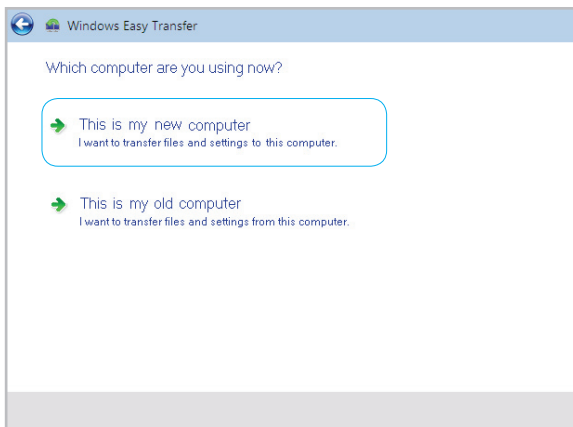 Windows Easy Transfer
Which computer are you using now?
This is my new computer
I want to transfer files and settings to this computer.
This is my old computer
I want to transfer files and settings from this computer.